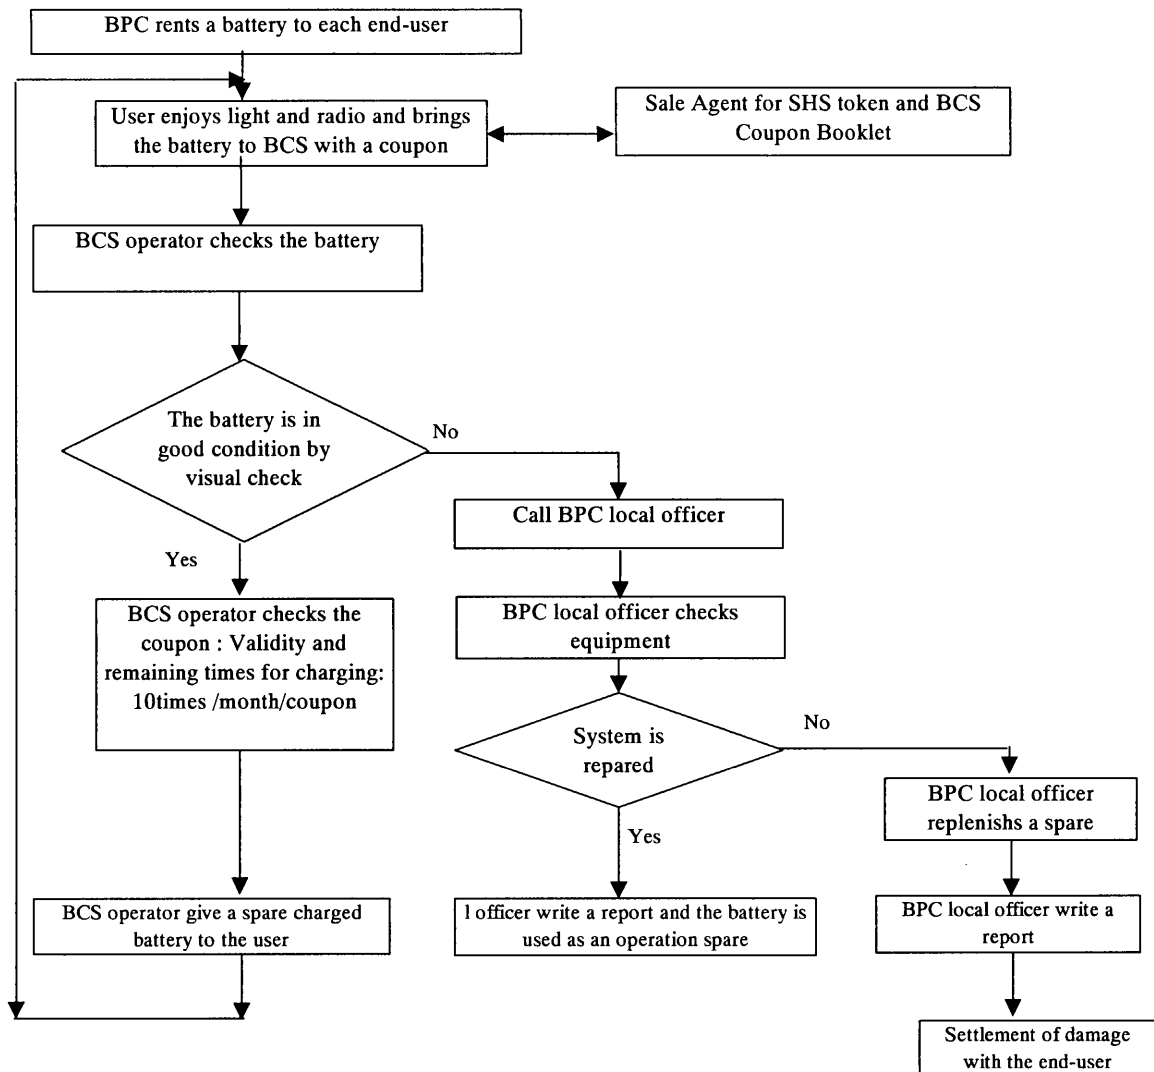 BPC rents a battery to each end-user
User enjoys light and radio and brings
the battery to BCS with a coupon
Sale Agent for SHS token and BCS
Coupon Booklet
BCS operator checks the battery
The battery is in
good condition by
visual check
No
Yes
Call BPC local officer
BCS operator checks the
coupon : Validity and
remaining times for charging:
10times /month/coupon
BPC local officer checks
equipment
System is
repared
No
Yes
BPC local officer
replenishs a spare
BCS operator give a spare charged
battery to the user
l officer write a report and the battery is
used as an operation spare
BPC local officer write a
report
Settlement of damage
with the end-user